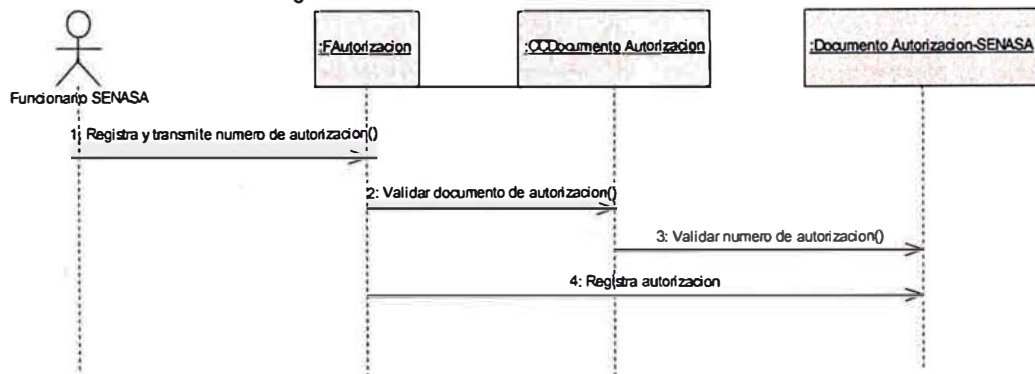 :FAutorizacion
:CCDocumento Autorizacion
:Documento Autorizacion-SENASA
Funcionario SENASA
1: Registra y transmite numero de autorizacion()
2: Validar documento de autorizacion()
3: Validar numero de autorizacion()
4: Registra autorizacion